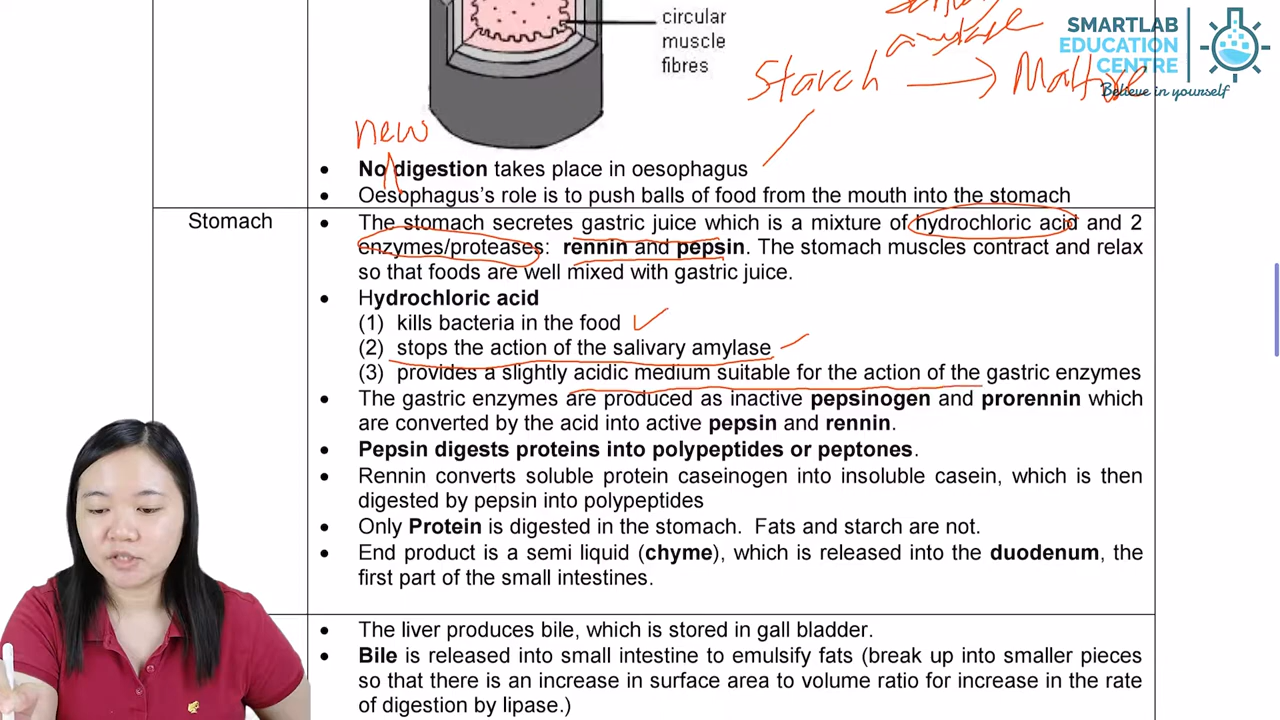 circular
muscle
fibres
amylase
Starch → Maltose
SMARTLAB
EDUCATION
CENTRE
Believe in yourself
new
• No digestion takes place in oesophagus
• Oesophagus's role is to push balls of food from the mouth into the stomach
Stomach
• The stomach secretes gastric juice which is a mixture of hydrochloric acid and 2
enzymes/proteases: rennin and pepsin. The stomach muscles contract and relax
so that foods are well mixed with gastric juice.
• Hydrochloric acid
(1) kills bacteria in the food
(2) stops the action of the salivary amylase
(3) provides a slightly acidic medium suitable for the action of the gastric enzymes
• The gastric enzymes are produced as inactive pepsinogen and prorennin which
are converted by the acid into active pepsin and rennin.
• Pepsin digests proteins into polypeptides or peptones.
• Rennin converts soluble protein caseinogen into insoluble casein, which is then
digested by pepsin into polypeptides
• Only Protein is digested in the stomach. Fats and starch are not.
• End product is a semi liquid (chyme), which is released into the duodenum, the
first part of the small intestines.
• The liver produces bile, which is stored in gall bladder.
• Bile is released into small intestine to emulsify fats (break up into smaller pieces
so that there is an increase in surface area to volume ratio for increase in the rate
of digestion by lipase.)